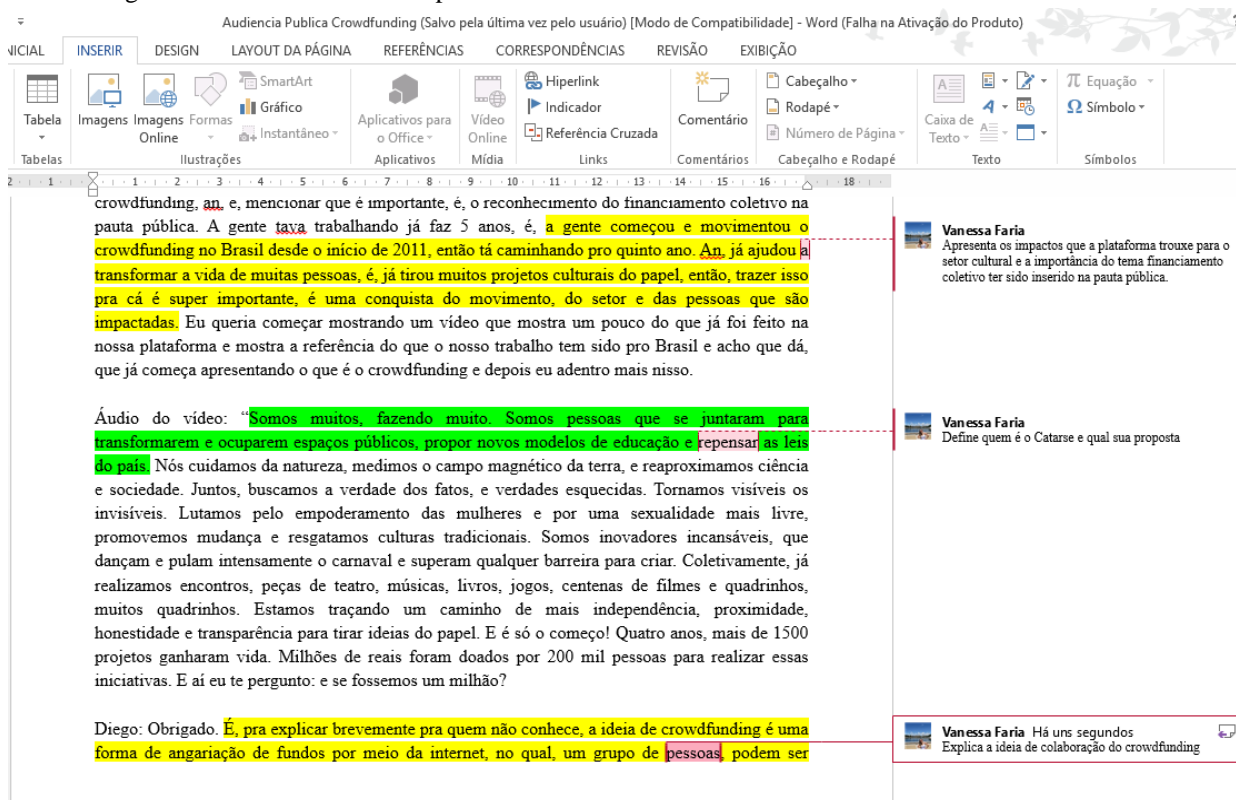 Audiencia Publica Crowdfunding (Salvo pela última vez pelo usuário) [Modo de Compatibilidade] - Word (Falha na Ativação do Produto)
INSERIR DESIGN LAYOUT DA PÁGINA REFERÊNCIAS CORRESPONDÊNCIAS REVISÃO EXIBIÇÃO
Tabela
Imagens
Imagens Online
Formas
SmartArt
Gráfico
Instantâneo
Aplicativos para o Office
Vídeo Online
Hiperlink
Indicador
Referência Cruzada
Comentário
Cabeçalho
Rodapé
Número de Página
Caixa de Texto
Equação
Símbolo
Tabelas Ilustrações Aplicativos Mídia Links Comentários Cabeçalho e Rodapé Texto Símbolos
2 1 1 2 3 4 5 6 7 8 9 10 11 12 13 14 15 16 18
crowdfunding, an, e, mencionar que é importante, é, o reconhecimento do financiamento coletivo na
pauta pública. A gente tava trabalhando já faz 5 anos, é, a gente começou e movimentou o
crowdfunding no Brasil desde o início de 2011, então tá caminhando pro quinto ano. An, já ajudou a
transformar a vida de muitas pessoas, é, já tirou muitos projetos culturais do papel, então, trazer isso
pra cá é super importante, é uma conquista do movimento, do setor e das pessoas que são
impactadas. Eu queria começar mostrando um vídeo que mostra um pouco do que já foi feito na
nossa plataforma e mostra a referência do que o nosso trabalho tem sido pro Brasil e acho que dá,
que já começa apresentando o que é o crowdfunding e depois eu adentro mais nisso.
Vanessa Faria
Apresenta os impactos que a plataforma trouxe para o
setor cultural e a importância do tema financiamento
coletivo ter sido inserido na pauta pública.
Áudio do vídeo: “Somos muitos, fazendo muito. Somos pessoas que se juntaram para
transformarem e ocuparem espaços públicos, propor novos modelos de educação e repensar as leis
do país. Nós cuidamos da natureza, medimos o campo magnético da terra, e reaproximamos ciência
e sociedade. Juntos, buscamos a verdade dos fatos, e verdades esquecidas. Tornamos visíveis os
invisíveis. Lutamos pelo empoderamento das mulheres e por uma sexualidade mais livre,
promovemos mudança e resgatamos culturas tradicionais. Somos inovadores incansáveis, que
dançam e pulam intensamente o carnaval e superam qualquer barreira para criar. Coletivamente, já
realizamos encontros, peças de teatro, músicas, livros, jogos, centenas de filmes e quadrinhos,
muitos quadrinhos. Estamos traçando um caminho de mais independência, proximidade,
honestidade e transparência para tirar ideias do papel. E é só o começo! Quatro anos, mais de 1500
projetos ganharam vida. Milhões de reais foram doados por 200 mil pessoas para realizar essas
iniciativas. E aí eu te pergunto: e se fossemos um milhão?
Vanessa Faria
Define quem é o Catarse e qual sua proposta
Diego: Obrigado. É, pra explicar brevemente pra quem não conhece, a ideia de crowdfunding é uma
forma de angariação de fundos por meio da internet, no qual, um grupo de pessoas, podem ser
Vanessa Faria Há uns segundos
Explica a ideia de colaboração do crowdfunding